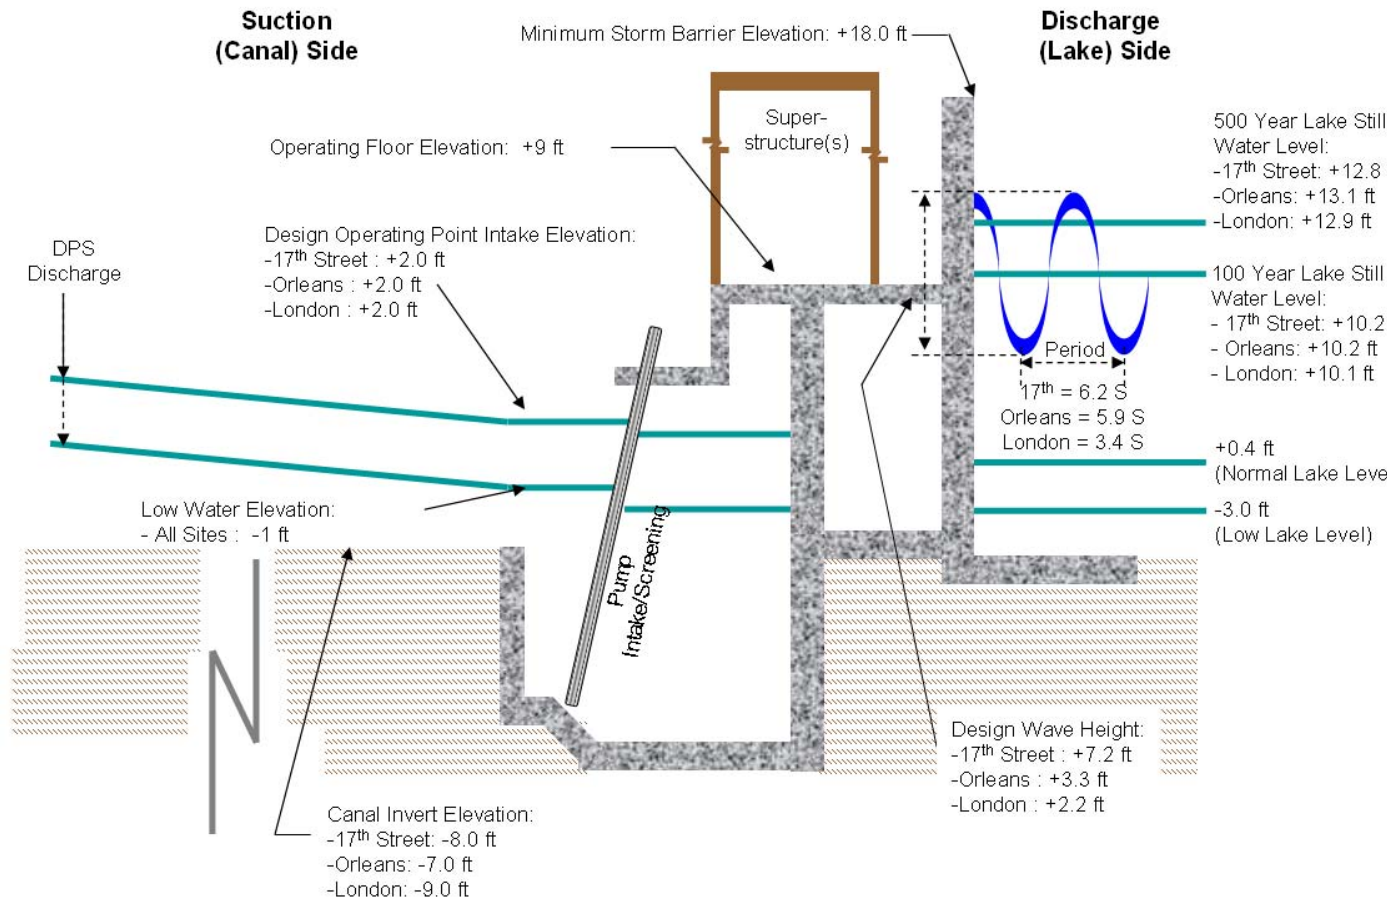 Suction
(Canal) Side
Discharge
(Lake) Side
Minimum Storm Barrier Elevation: +18.0 ft
Super-
structure(s)
Operating Floor Elevation:  +9 ft
500 Year Lake Still
Water Level:
-17th Street: +12.8
-Orleans: +13.1 ft
-London: +12.9 ft
DPS
Discharge
Design Operating Point Intake Elevation:
-17th Street : +2.0 ft
-Orleans : +2.0 ft
-London : +2.0 ft
100 Year Lake Still
Water Level:
- 17th Street: +10.2
- Orleans: +10.2 ft
- London: +10.1 ft
Period
17th = 6.2 S
Orleans = 5.9 S
London = 3.4 S
+0.4 ft
(Normal Lake Leve
-3.0 ft
(Low Lake Level)
Low Water Elevation:
- All Sites :  -1 ft
Pump
Intake/Screening
Design Wave Height:
-17th Street : +7.2 ft
-Orleans : +3.3 ft
-London : +2.2 ft
Canal Invert Elevation:
-17th Street: -8.0 ft
-Orleans: -7.0 ft
-London: -9.0 ft